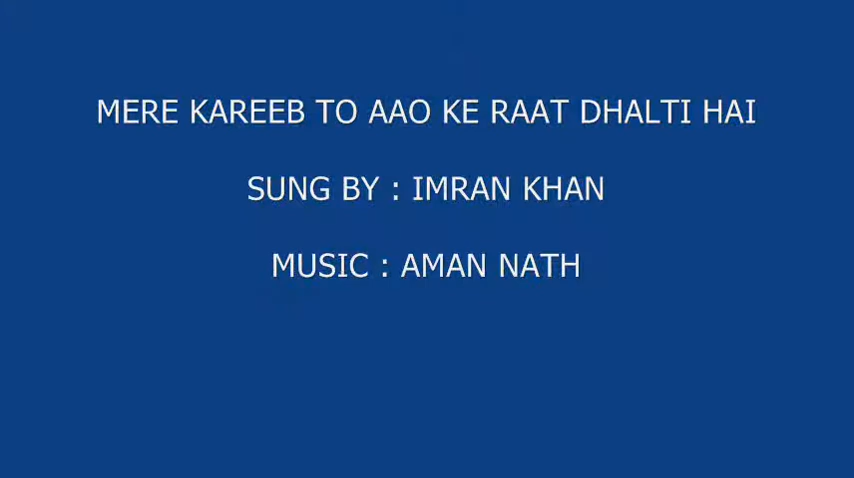 MERE KAREEB TO AAO KE RAAT DHALTI HAI
SUNG BY : IMRAN KHAN
MUSIC : AMAN NATH